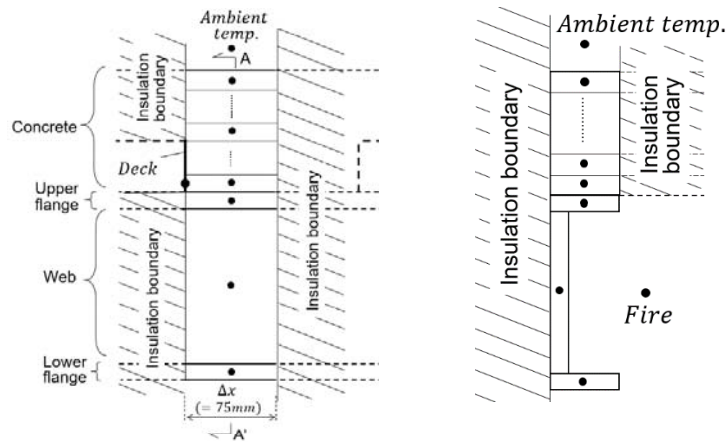 Ambient
temp.
A
Insulation
boundary
Concrete
Deck
Upper
flange
Insulation boundary
Web
Insulation boundary
Lower
flange
Δx
(= 75mm)
A'
Ambient temp.
Insulation boundary
Insulation
boundary
Fire